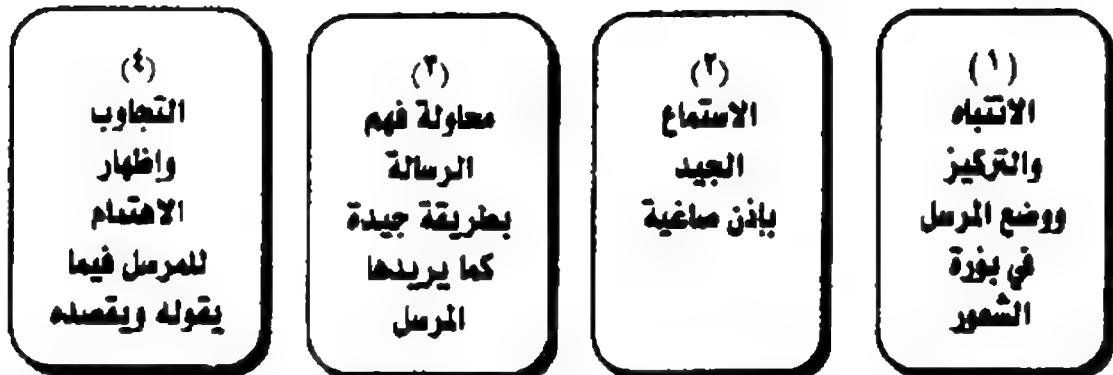 (١)
الانتباه
والتركيز
ووضع المرسل
في بؤرة
الشعور
(٢)
الاستماع
الجيد
بإذن صاغية
(٣)
محاولة فهم
الرسالة
بطريقة جيدة
كما يريدها
المرسل
(٤)
التجاوب
وإظهار
الاهتمام
للمرسل فيما
يقوله ويقصده